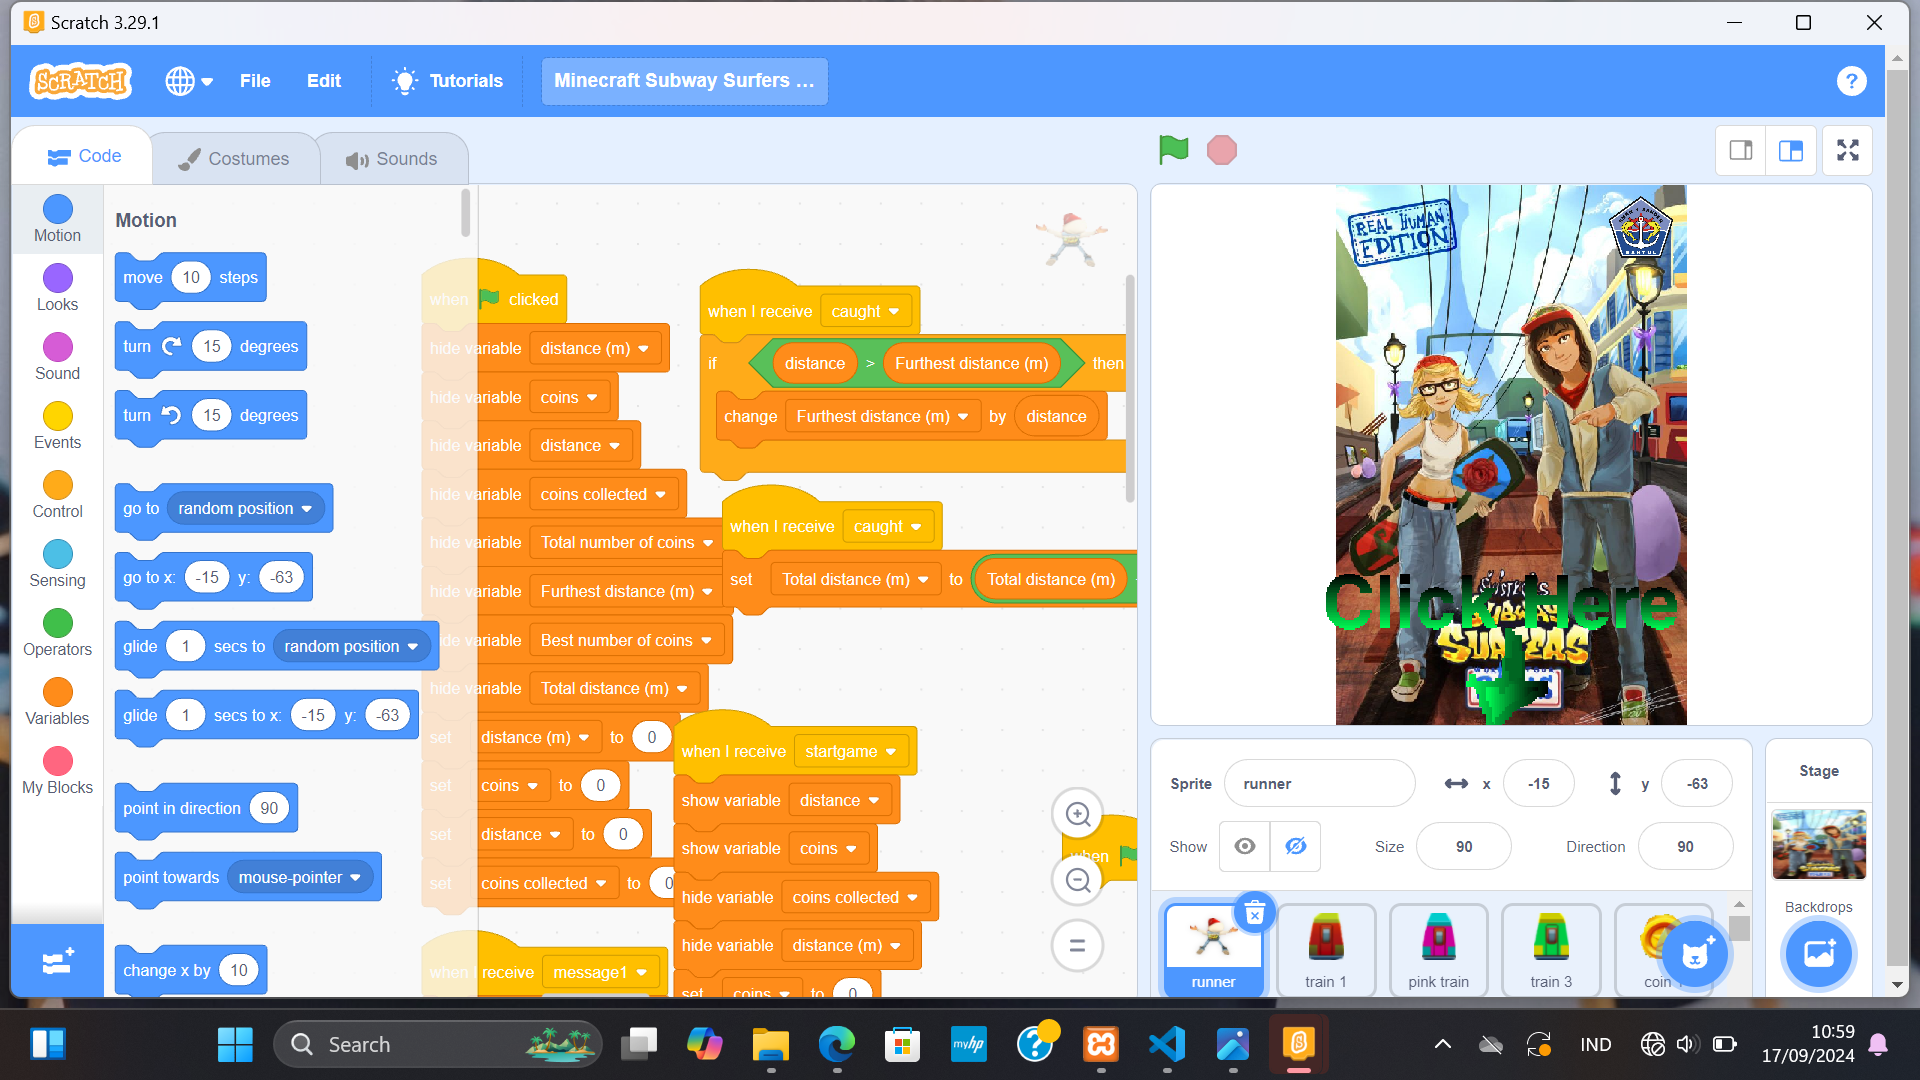 Scratch 3.29.1
SCRATCH
File
Edit
Tutorials
Minecraft Subway Surfers ...
?
Code
Costumes
Sounds
Motion
Looks
Sound
Events
Control
Sensing
Operators
Variables
My Blocks
Motion
move 10 steps
turn 15 degrees
turn 15 degrees
go to random position
go to x: -15 y: -63
glide 1 secs to random position
glide 1 secs to x: -15 y: -63
point in direction 90
point towards mouse-pointer
change x by 10
when clicked
hide variable distance (m)
hide variable coins
hide variable distance
hide variable coins collected
hide variable Total number of coins
hide variable Furthest distance (m)
hide variable Best number of coins
hide variable Total distance (m)
set distance (m) to 0
set coins to 0
set distance to 0
set coins collected to 0
when I receive message1
when I receive caught
if distance > Furthest distance (m) then
change Furthest distance (m) by distance
when I receive caught
set Total distance (m) to Total distance (m)
when I receive startgame
show variable distance
show variable coins
hide variable coins collected
hide variable distance (m)
set coins to 0
when
REAL HUMAN
EDITION
BANTUL
Click Here
SUBWAY
SURFERS
Sprite runner x -15 y -63
Show Size 90 Direction 90
runner
train 1
pink train
train 3
coin
Stage
Backdrops
Search
myhp
IND
10:59
17/09/2024